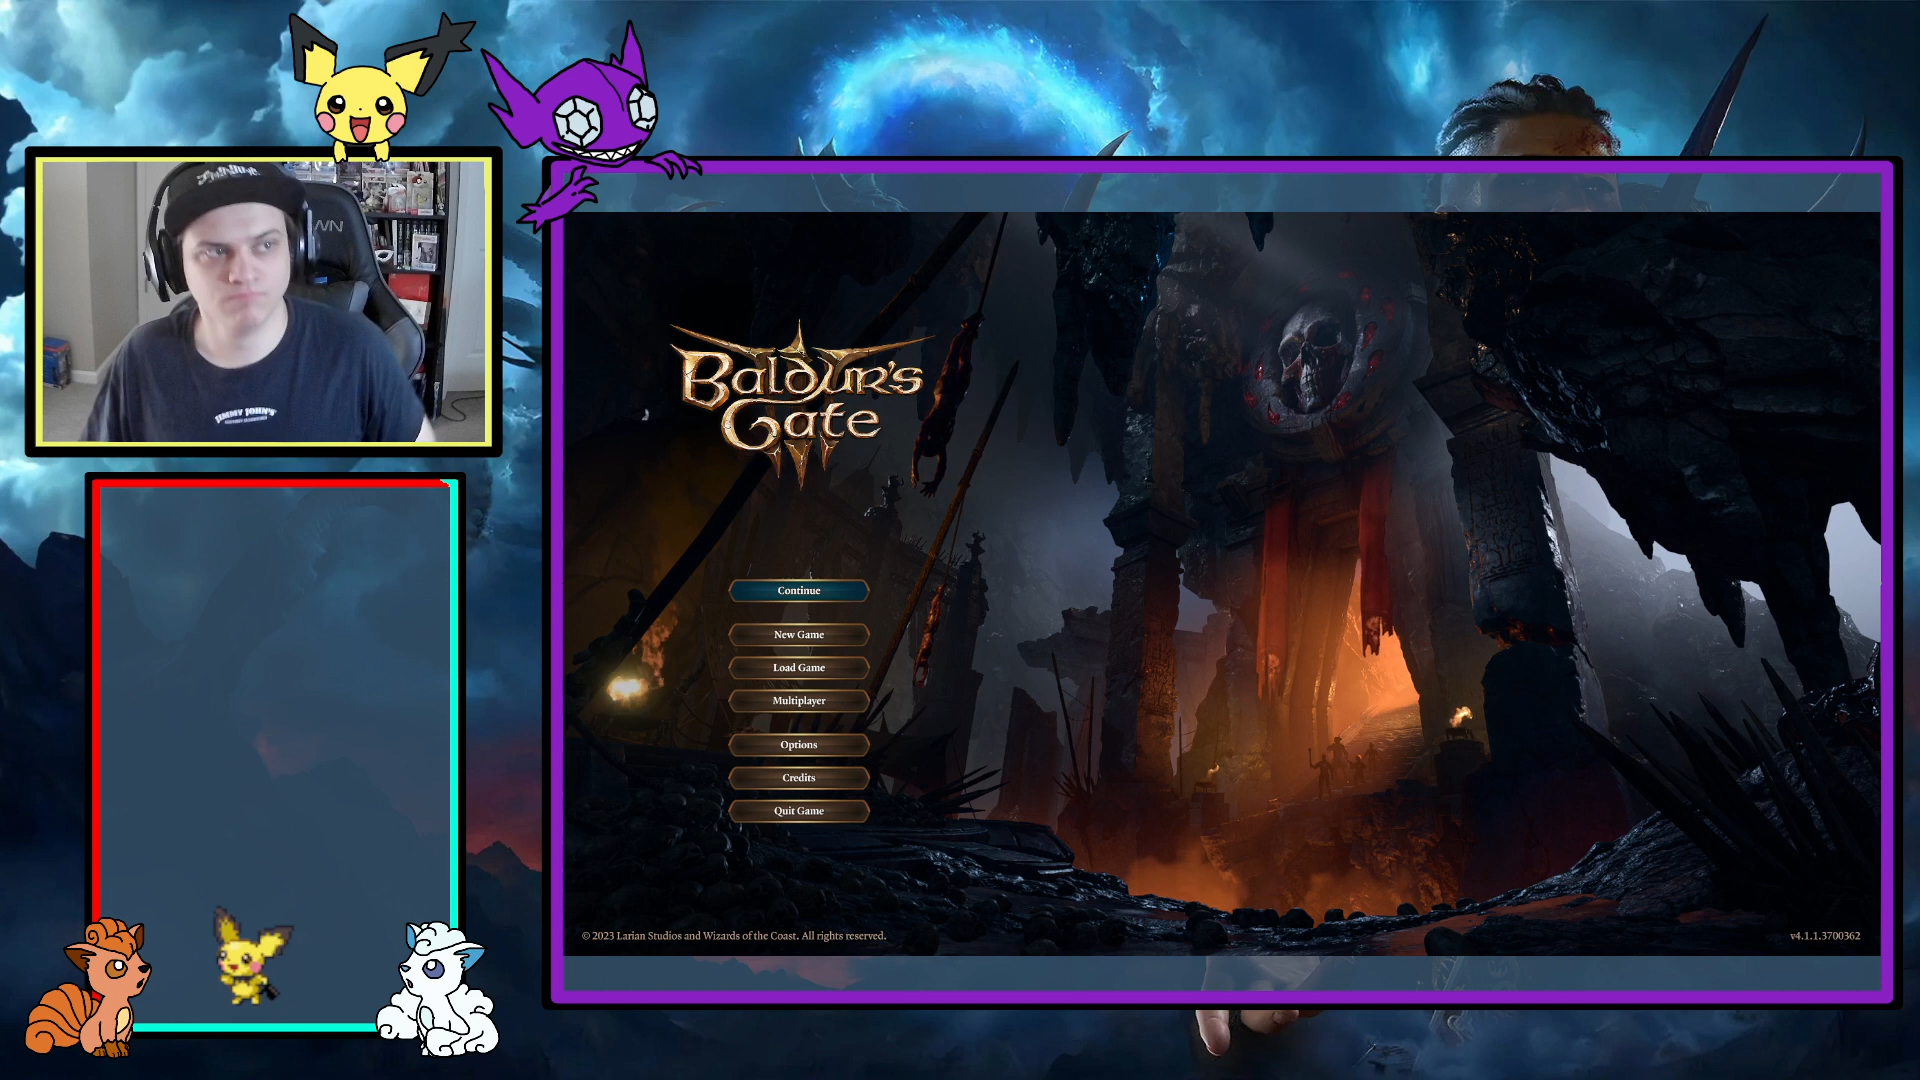 JIMMY JOHN'S
Baldur's
Gate
Continue
New Game
Load Game
Multiplayer
Options
Credits
Quit Game
© 2023 Larian Studios and Wizards of the Coast. All rights reserved.
v4.1.1.3700362